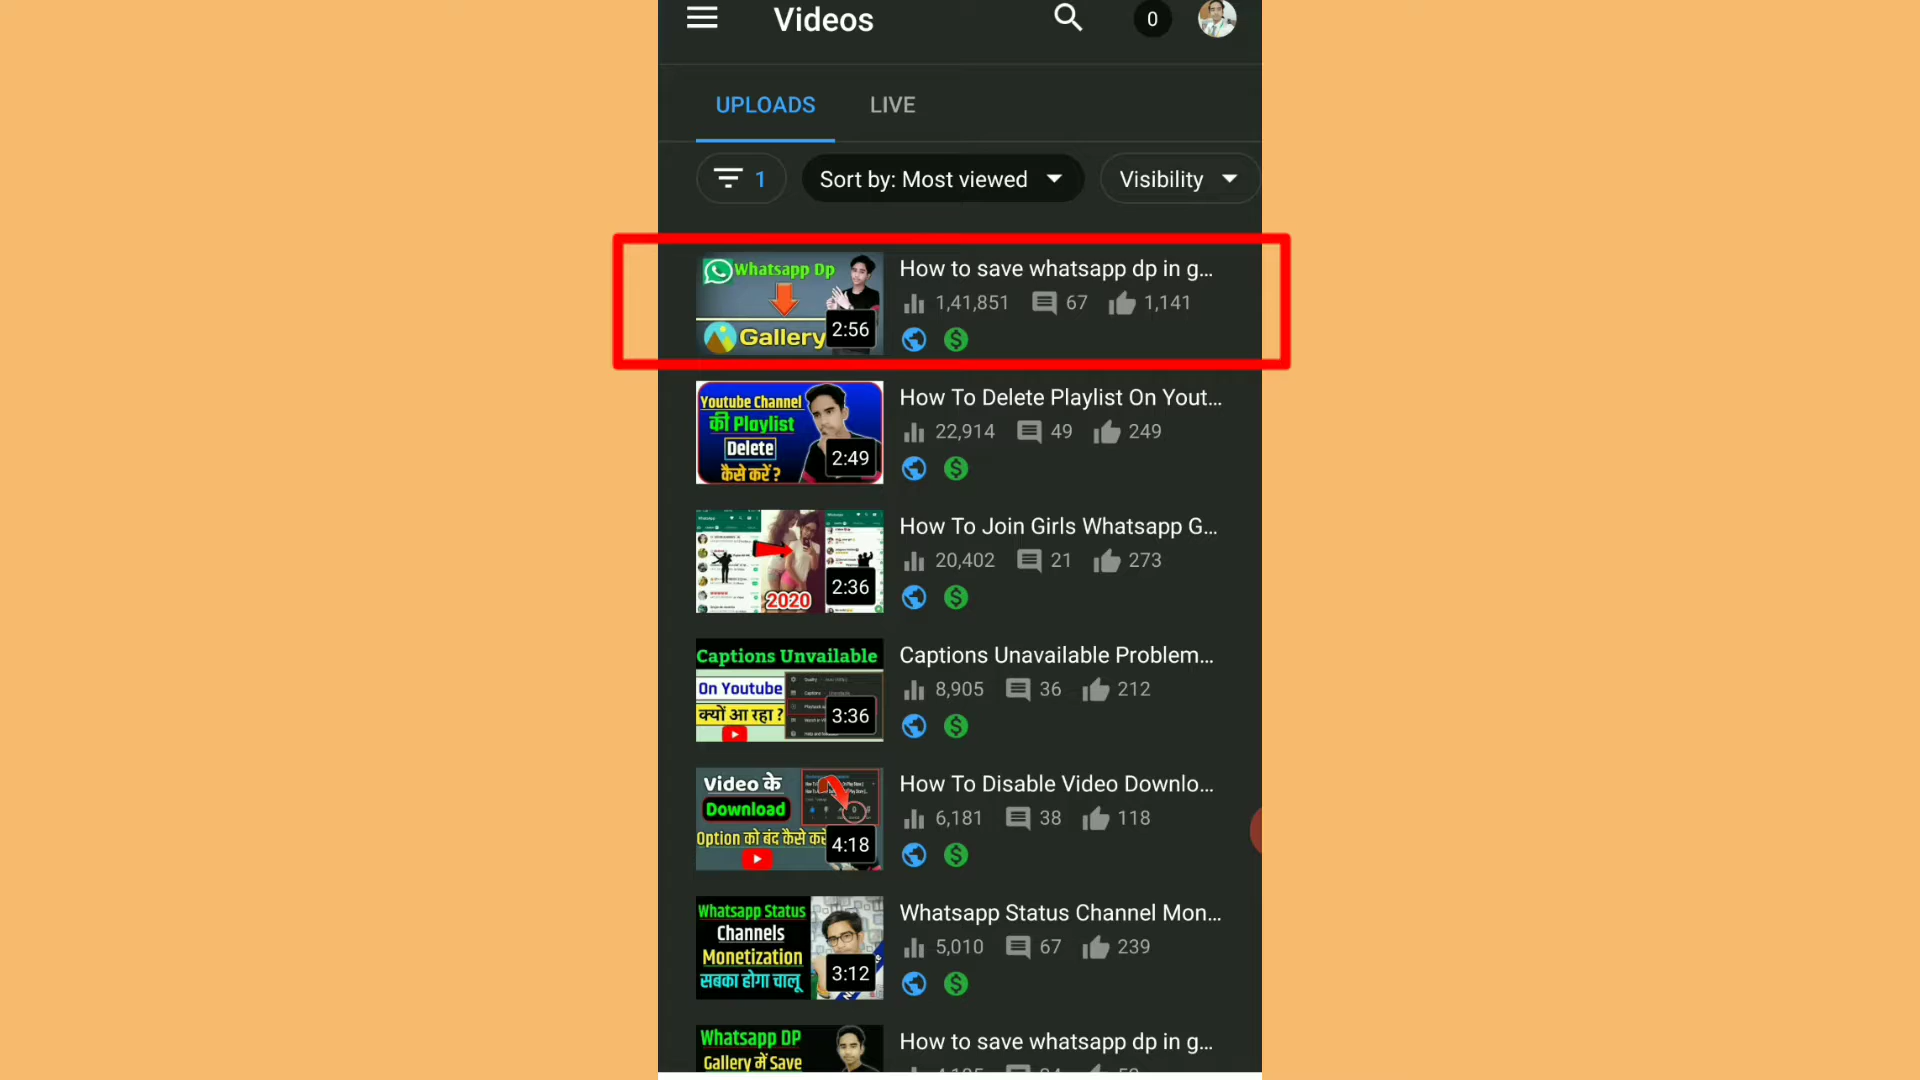 Videos
0
UPLOADS
LIVE
1
Sort by: Most viewed
Visibility
Whatsapp Dp
Gallery
2:56
How to save whatsapp dp in g...
1,41,851
67
1,141
Youtube Channel
की Playlist
Delete
कैसे करें ?
2:49
How To Delete Playlist On Yout...
22,914
49
249
2020
2:36
How To Join Girls Whatsapp G...
20,402
21
273
Captions Unvailable
On Youtube
क्यों आ रहा ?
3:36
Captions Unavailable Problem...
8,905
36
212
Video के
Download
Option को बंद कैसे करें
4:18
How To Disable Video Downlo...
6,181
38
118
Whatsapp Status
Channels
Monetization
सबका होगा चालू
3:12
Whatsapp Status Channel Mon...
5,010
67
239
Whatsapp DP
Gallery में Save
How to save whatsapp dp in g...